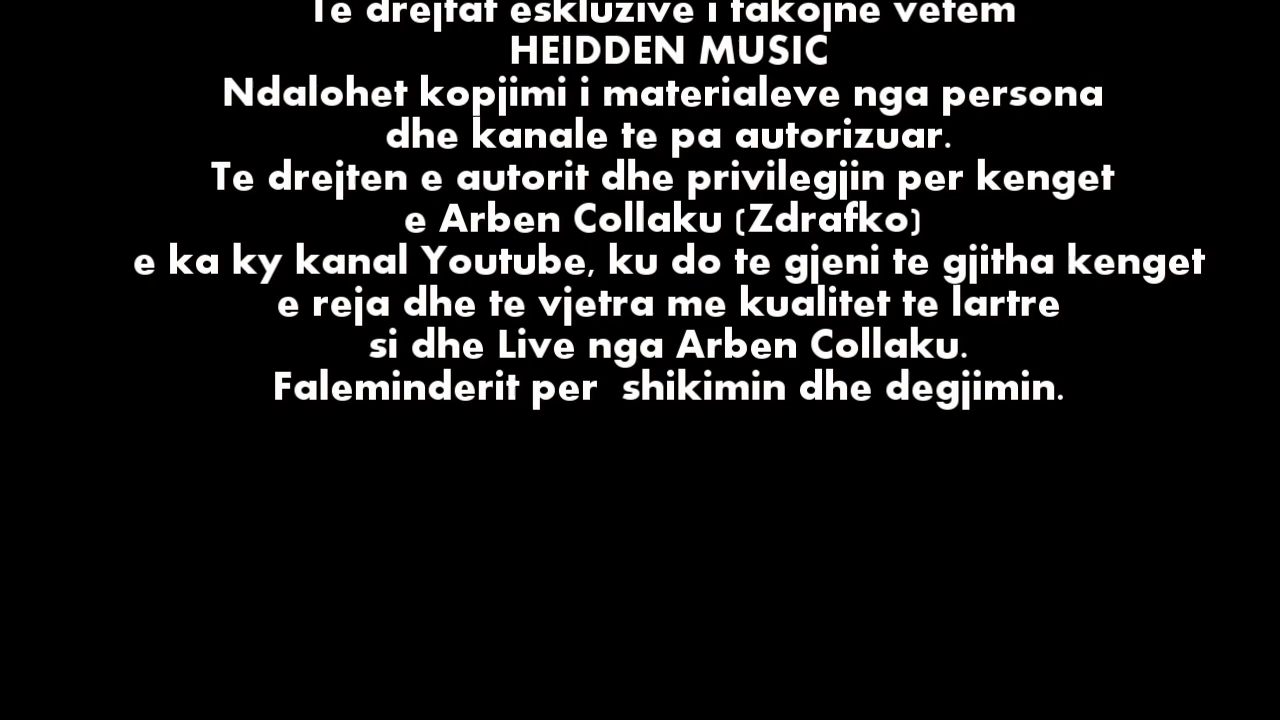 Te drejtat eskluzive i takojne vetem
HEIDDEN MUSIC
Ndalohet kopjimi i materialeve nga persona
dhe kanale te pa autorizuar.
Te drejten e autorit dhe privilegjin per kenget
e Arben Collaku (Zdrafko)
e ka ky kanal Youtube, ku do te gjeni te gjitha kenget
e reja dhe te vjetra me kualitet te lartre
si dhe Live nga Arben Collaku.
Faleminderit per shikimin dhe degjimin.